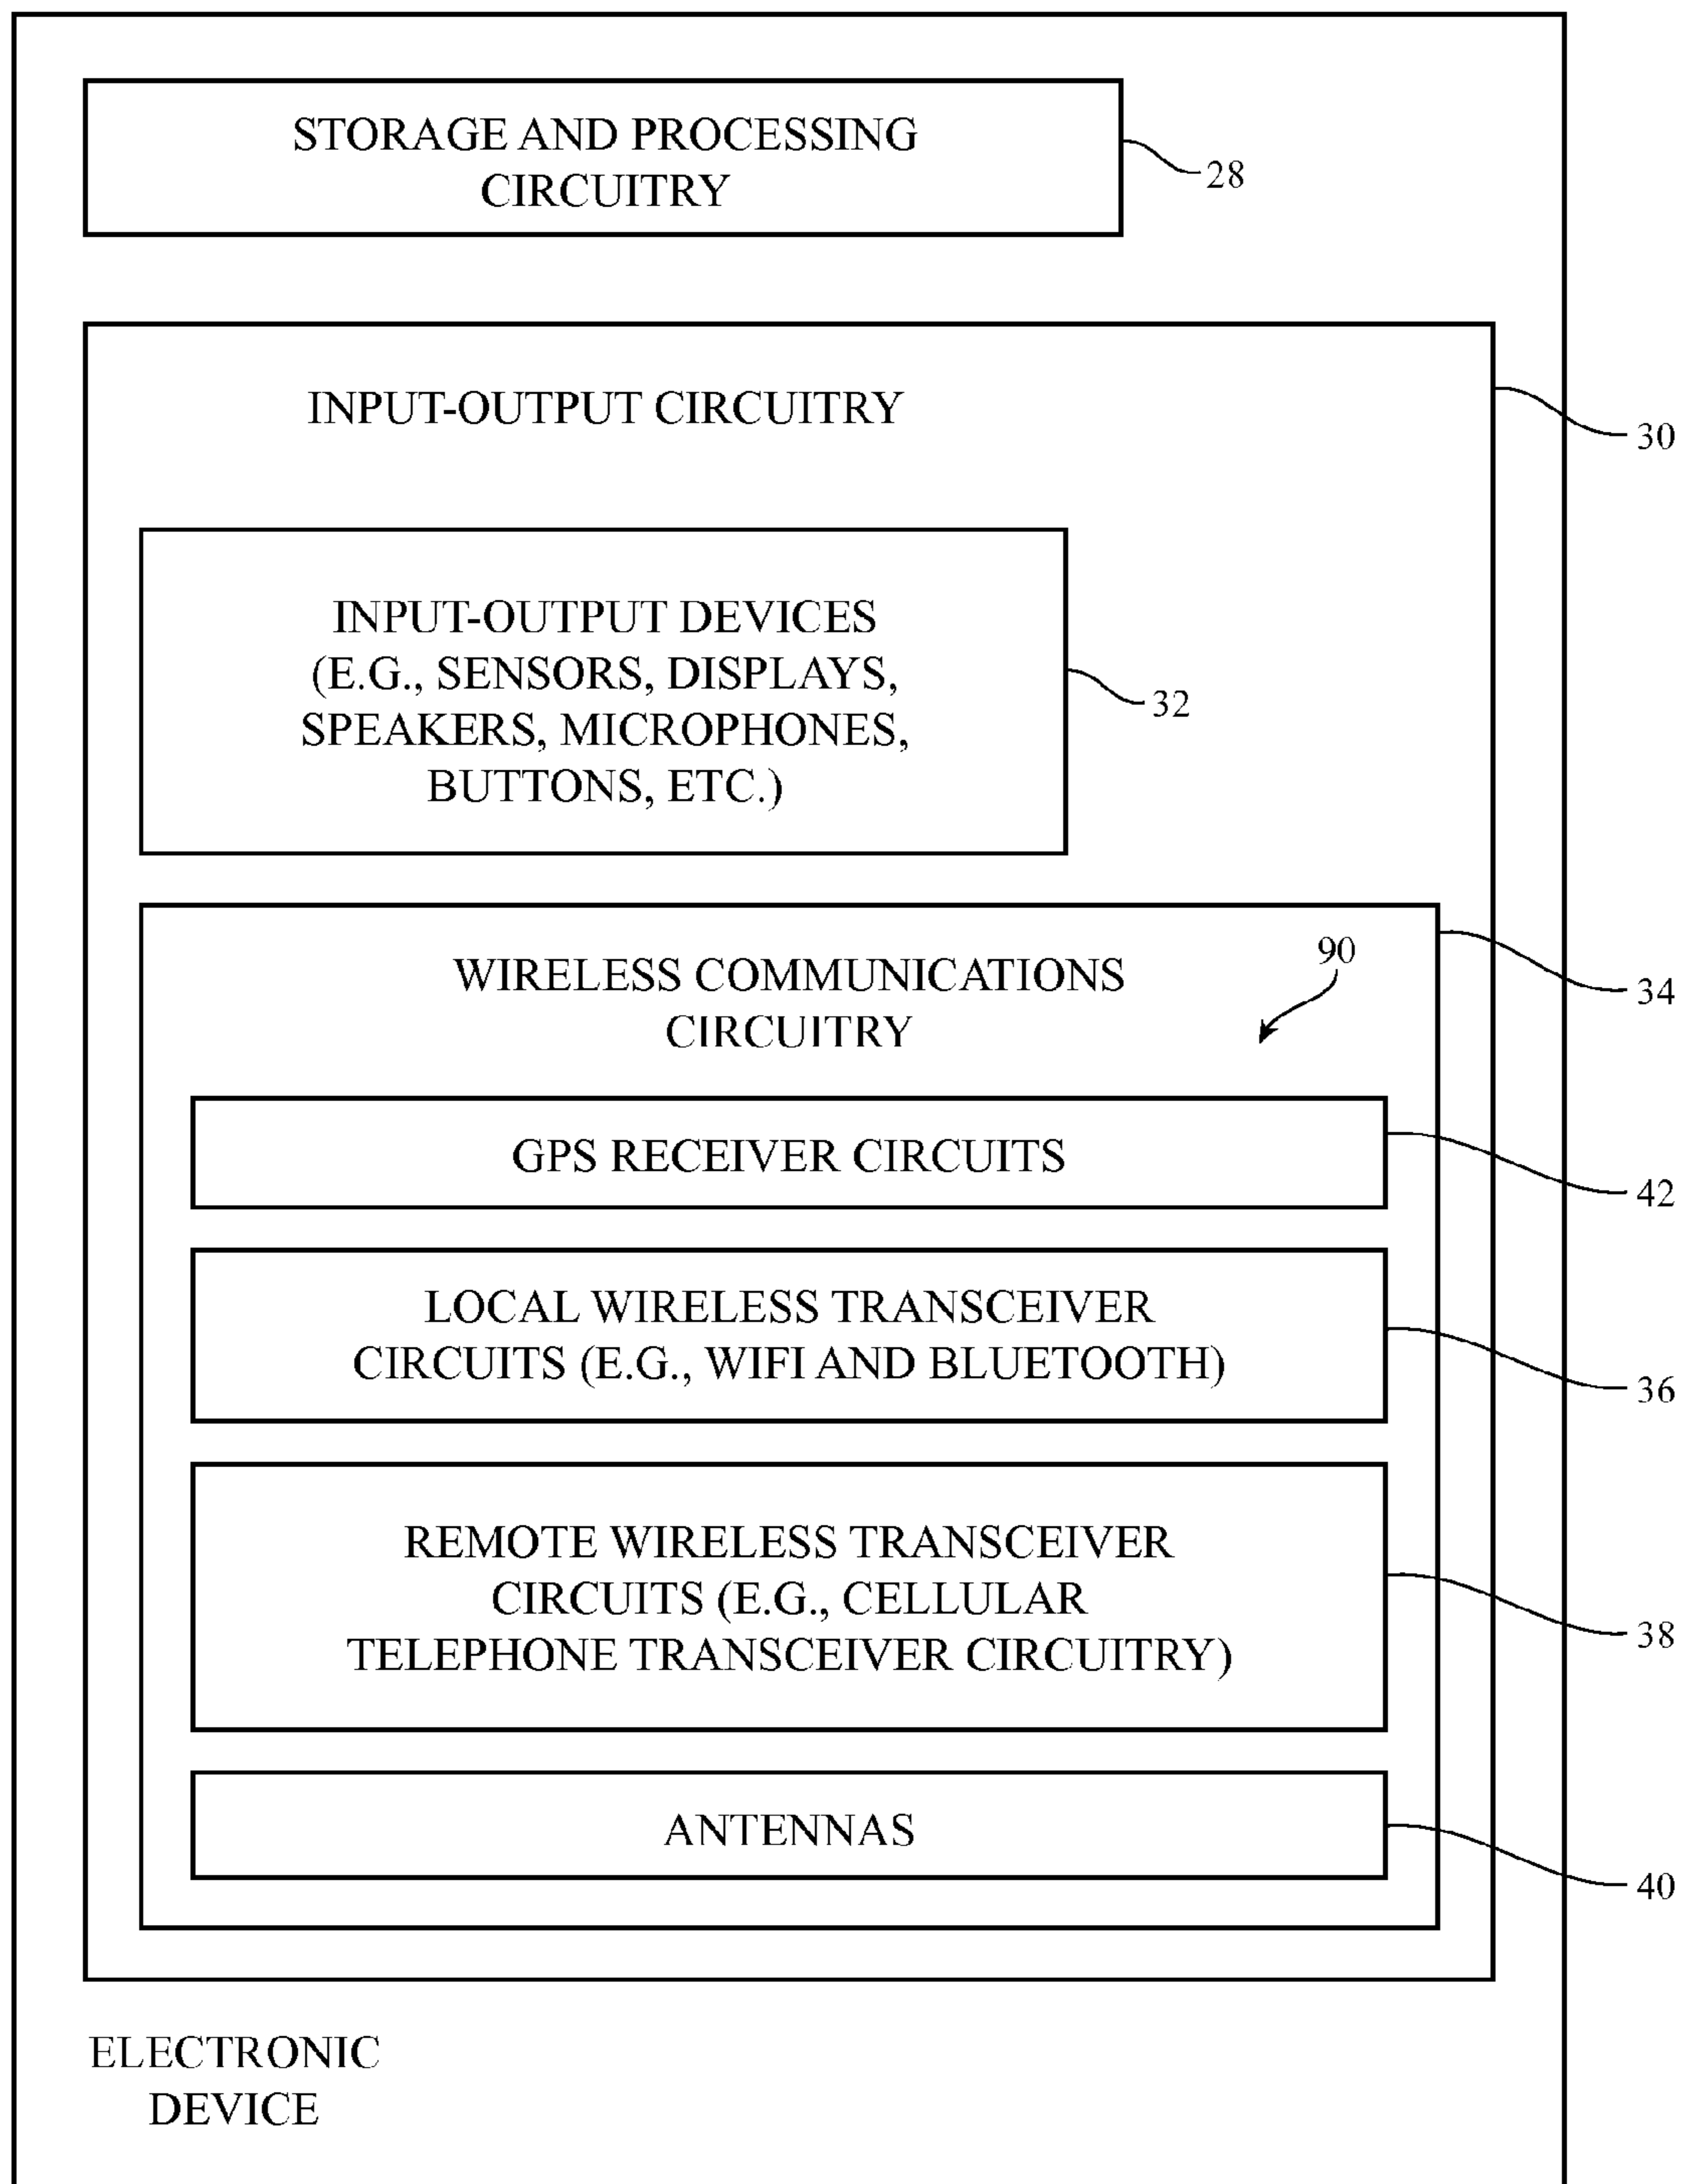 STORAGE AND PROCESSING
CIRCUITRY
28
INPUT-OUTPUT CIRCUITRY
30
INPUT-OUTPUT DEVICES
(E.G., SENSORS, DISPLAYS,
SPEAKERS, MICROPHONES,
BUTTONS, ETC.)
32
WIRELESS COMMUNICATIONS
CIRCUITRY
90
34
GPS RECEIVER CIRCUITS
42
LOCAL WIRELESS TRANSCEIVER
CIRCUITS (E.G., WIFI AND BLUETOOTH)
36
REMOTE WIRELESS TRANSCEIVER
CIRCUITS (E.G., CELLULAR
TELEPHONE TRANSCEIVER CIRCUITRY)
38
ANTENNAS
40
ELECTRONIC
DEVICE